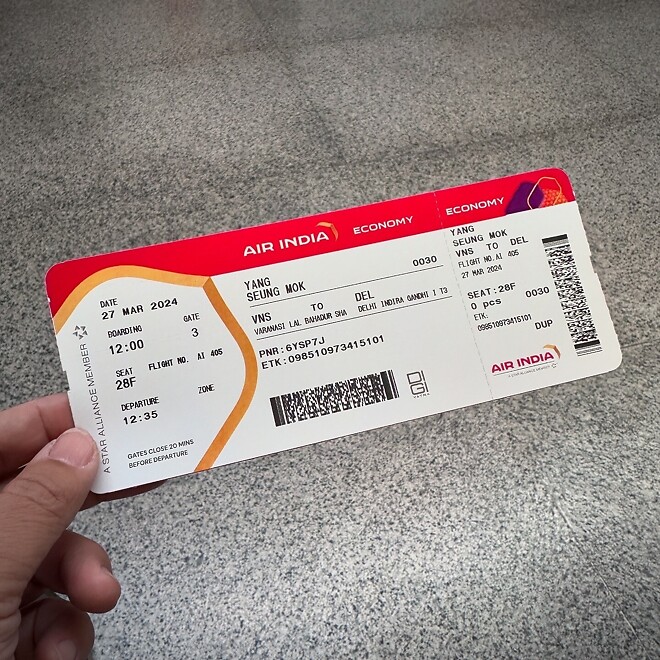 AIR INDIA
ECONOMY
A STAR ALLIANCE MEMBER
DATE
27 MAR 2024
BOARDING
GATE
12:00
3
SEAT
FLIGHT NO. AI 405
28F
DEPARTURE
ZONE
12:35
GATES CLOSE 20 MINS
BEFORE DEPARTURE
YANG
SEUNG MOK
0030
VNS TO DEL
VARANASI LAL BAHADUR SHA DELHI INDIRA GANDHI I T3
PNR:6YSP7J
ETK:098510973415101
DIGI
YATRA
ECONOMY
YANG
SEUNG MOK
VNS TO DEL
FLIGHT NO.AI 405
27 MAR 2024
SEAT:28F
0030
0 pcs
ETK:
098510973415101
DUP
AIR INDIA
A STAR ALLIANCE MEMBER